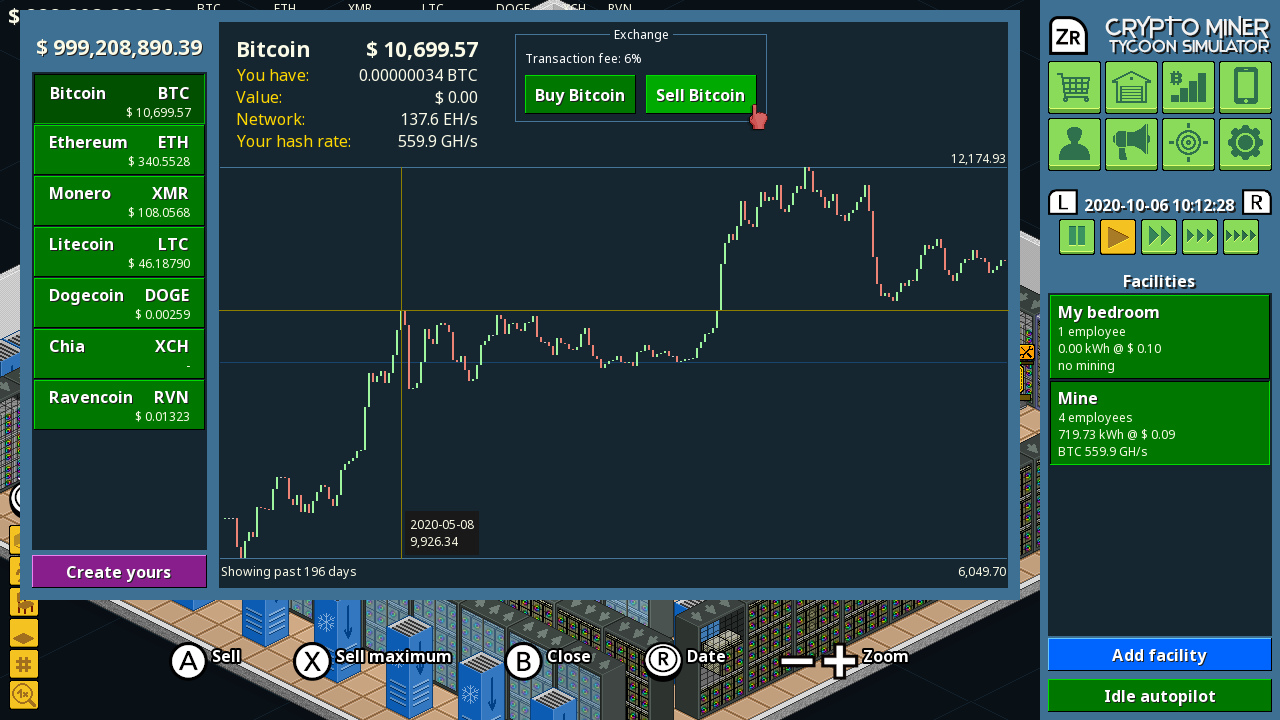 BTC ETH XMR LTC DOGE XCH RVN
$ 999,208,890.39
Bitcoin BTC
$ 10,699.57
Ethereum ETH
$ 340.5528
Monero XMR
$ 108.0568
Litecoin LTC
$ 46.18790
Dogecoin DOGE
$ 0.00259
Chia XCH
-
Ravencoin RVN
$ 0.01323
Create yours
Bitcoin $ 10,699.57
You have: 0.00000034 BTC
Value: $ 0.00
Network: 137.6 EH/s
Your hash rate: 559.9 GH/s
Exchange
Transaction fee: 6%
Buy Bitcoin
Sell Bitcoin
12,174.93
2020-05-08
9,926.34
Showing past 196 days
6,049.70
A Sell
X Sell maximum
B Close
R Date
Zoom
ZR
CRYPTO MINER
TYCOON SIMULATOR
L 2020-10-06 10:12:28 R
Facilities
My bedroom
1 employee
0.00 kWh @ $ 0.10
no mining
Mine
4 employees
719.73 kWh @ $ 0.09
BTC 559.9 GH/s
Add facility
Idle autopilot